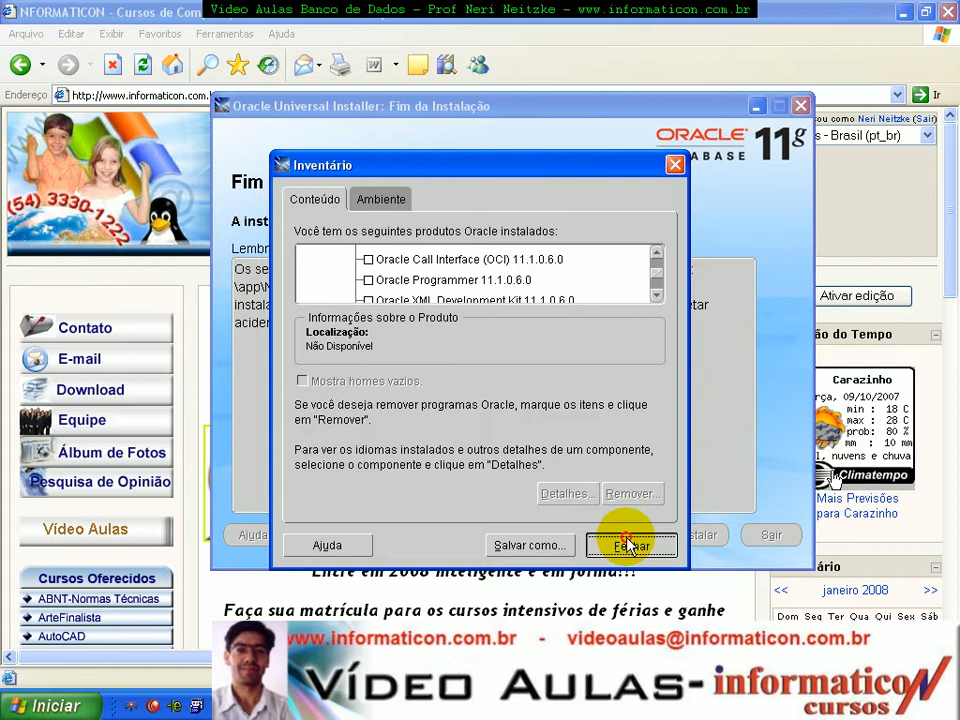 NFORMATICON - Cursos de Com
Video Aulas Banco de Dados - Prof Neri Neitzke - www.informaticon.com.br
Arquivo Editar Exibir Favoritos Ferramentas Ajuda
Endereço http://www.informaticon.com. Ir
Oracle Universal Installer: Fim da Instalação
ORACLE 11g
ABASE
sou como Neri Neitzke (Sair)
s - Brasil (pt_br)
Inventário
Fim
Conteúdo Ambiente
(54) 3330-1222
A inst
Você tem os seguintes produtos Oracle instalados:
Lembr
Oracle Call Interface (OCI) 11.1.0.6.0
Oracle Programmer 11.1.0.6.0
Oracle XML Development Kit 11.1.0.6.0
Os se
\app\
instala
etar
aciden
Informações sobre o Produto
Localização:
Não Disponível
Mostra homes vazios.
Se você deseja remover programas Oracle, marque os itens e clique
em "Remover".
Para ver os idiomas instalados e outros detalhes de um componente,
selecione o componente e clique em "Detalhes".
Detalhes... Remover...
Ajuda Salvar como... Fechar
Ajuda stalar Sair
Contato
E-mail
Download
Equipe
Álbum de Fotos
Pesquisa de Opinião
Vídeo Aulas
Cursos Oferecidos
ABNT-Normas Técnicas
ArteFinalista
AutoCAD
Ativar edição
ão do Tempo
Carazinho
rça, 09/10/2007
min : 18 C
max : 28 C
prob: 80 %
mm : 10 mm
l, nuvens e chuva
Climatempo
Mais Previsões
para Carazinho
ário
<< janeiro 2008 >>
Dom Seg Ter Qua Qui Sex Sáb
Entre em 2008 inteligente e em forma!!!
Faça sua matrícula para os cursos intensivos de férias e ganhe
www.informaticon.com.br - videoaulas@informaticon.com.br
Vídeo Aulas-informaticoN
cursos
Iniciar